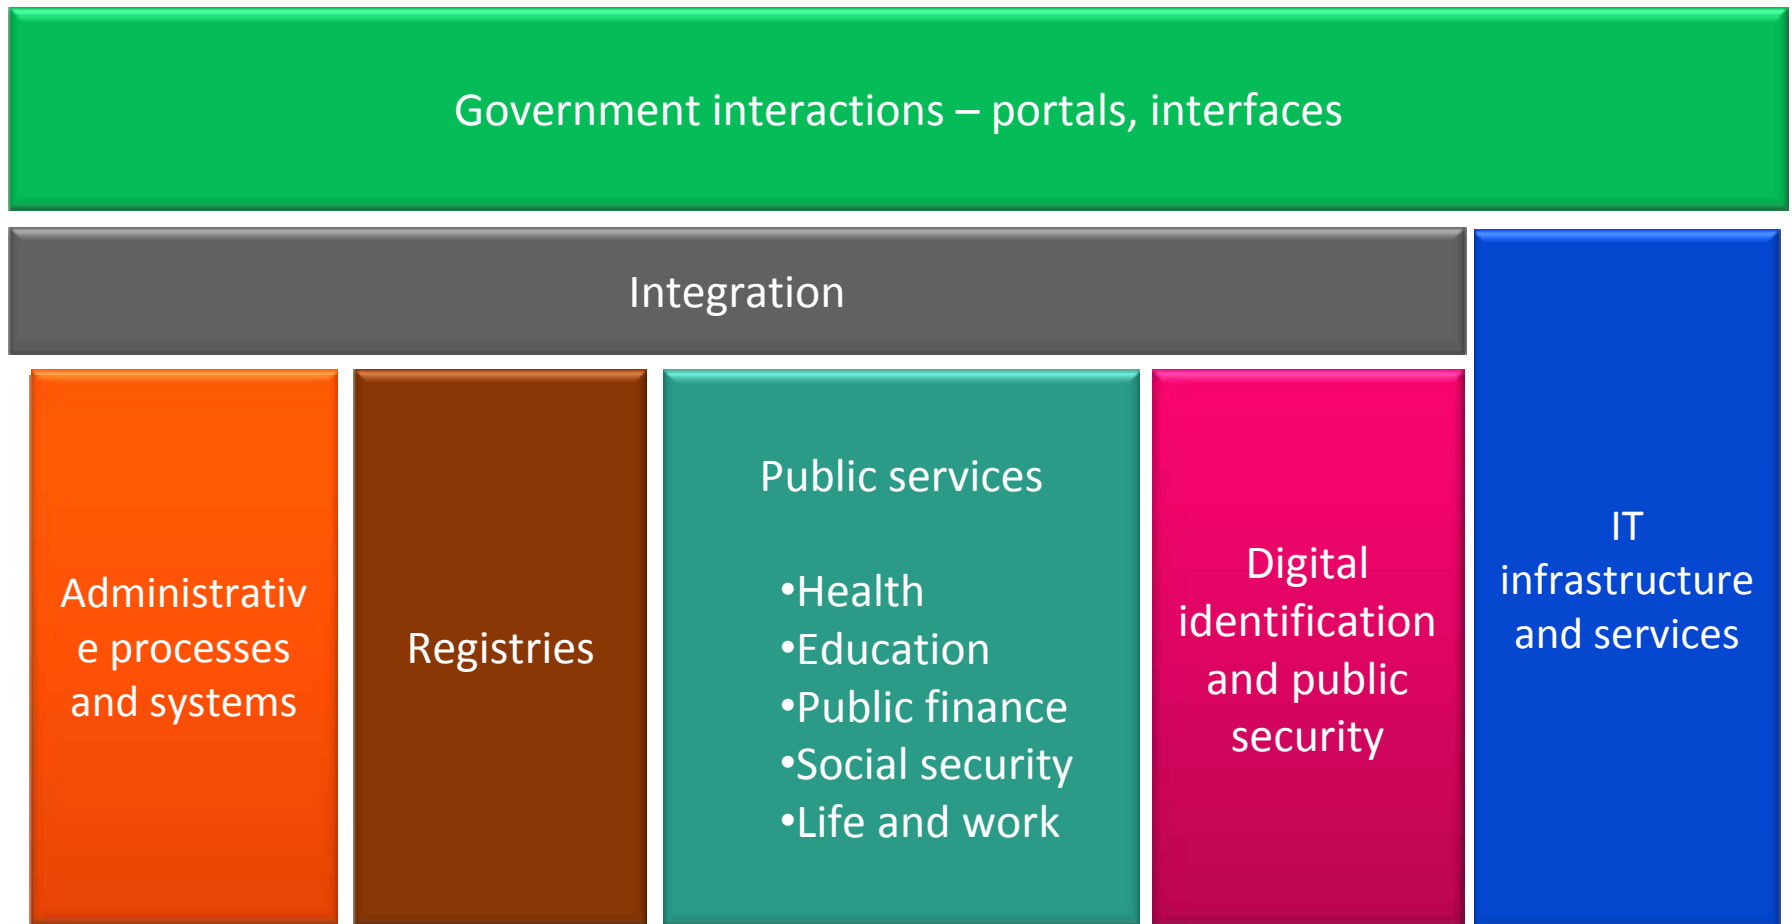 Government interactions – portals, interfaces
Integration
Administrativ
e processes
and systems
Registries
Public services
•Health
•Education
•Public finance
•Social security
•Life and work
Digital
identification
and public
security
IT
infrastructure
and services